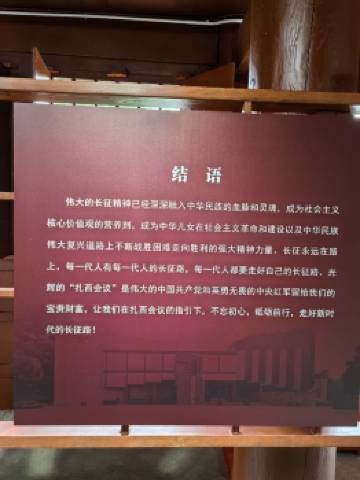 结语
伟大的长征精神已经深深融入中华民族的血脉和灵魂，成为社会主义
核心价值观的营养剂，成为中华儿女在社会主义革命和建设以及中华民族
伟大复兴道路上不断战胜困难走向胜利的强大精神力量，长征永远在路
上，每一代人有每一代人的长征路，每一代人都要走好自己的长征路，光
辉的“扎西会议”是伟大的中国共产党和英勇无畏的中央红军留给我们的
宝贵财富，让我们在扎西会议的指引下，不忘初心，砥砺前行，走好新时
代的长征路！